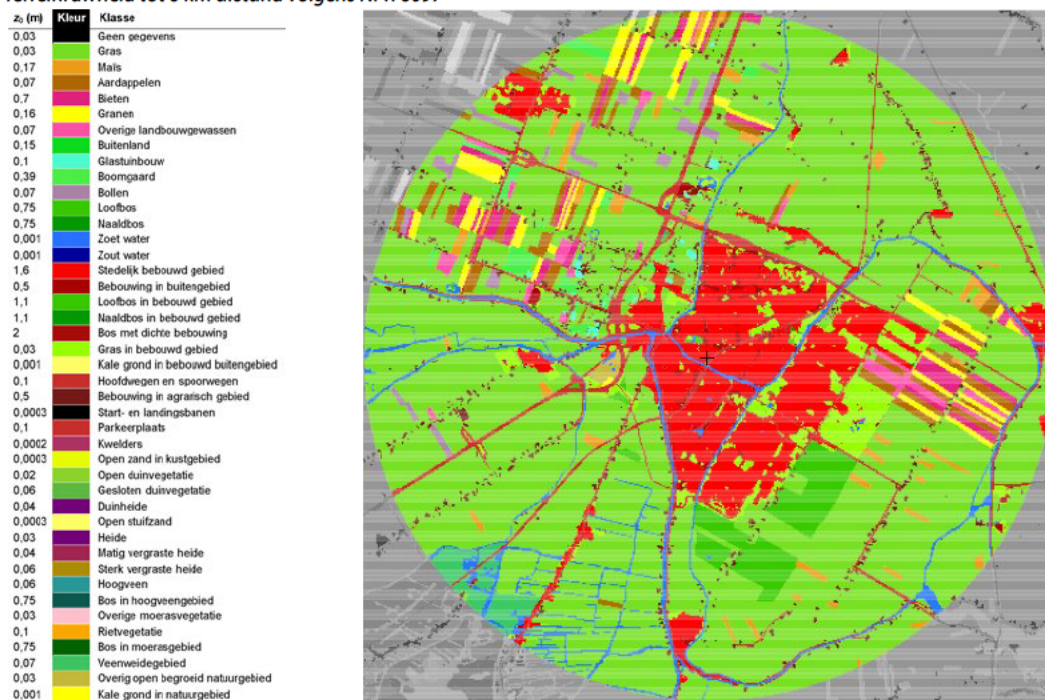 z₀ (m) Kleur Klasse
0,03 Geen gegevens
0,03 Gras
0,17 Maïs
0,07 Aardappelen
0,7 Bieten
0,16 Granen
0,07 Overige landbouwgewassen
0,15 Buitenland
0,1 Glastuinbouw
0,39 Boomgaard
0,07 Bollen
0,75 Loofbos
0,75 Naaldbos
0,001 Zoet water
0,001 Zout water
1,6 Stedelijk bebouwd gebied
0,5 Bebouwing in buitengebied
1,1 Loofbos in bebouwd gebied
1,1 Naaldbos in bebouwd gebied
2 Bos met dichte bebouwing
0,03 Gras in bebouwd gebied
0,001 Kale grond in bebouwd buitengebied
0,1 Hoofdwegen en spoorwegen
0,5 Bebouwing in agrarisch gebied
0,0003 Start- en landingsbanen
0,1 Parkeerplaats
0,0002 Kwelders
0,0003 Open zand in kustgebied
0,02 Open duinvegetatie
0,06 Gesloten duinvegetatie
0,04 Duinheide
0,0003 Open stuifzand
0,03 Heide
0,04 Matig vergraste heide
0,06 Sterk vergraste heide
0,06 Hoogveen
0,75 Bos in hoogveengebied
0,03 Overige moerasvegetatie
0,1 Rietvegetatie
0,75 Bos in moerasgebied
0,07 Veenweidegebied
0,03 Overig open begroeid natuurgebied
0,001 Kale grond in natuurgebied